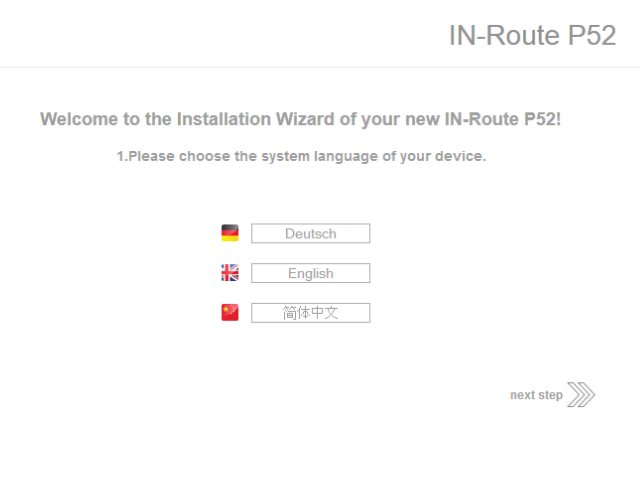 IN-Route P52
Welcome to the Installation Wizard of your new IN-Route P52!
1.Please choose the system language of your device.
Deutsch
English
简体中文
next step